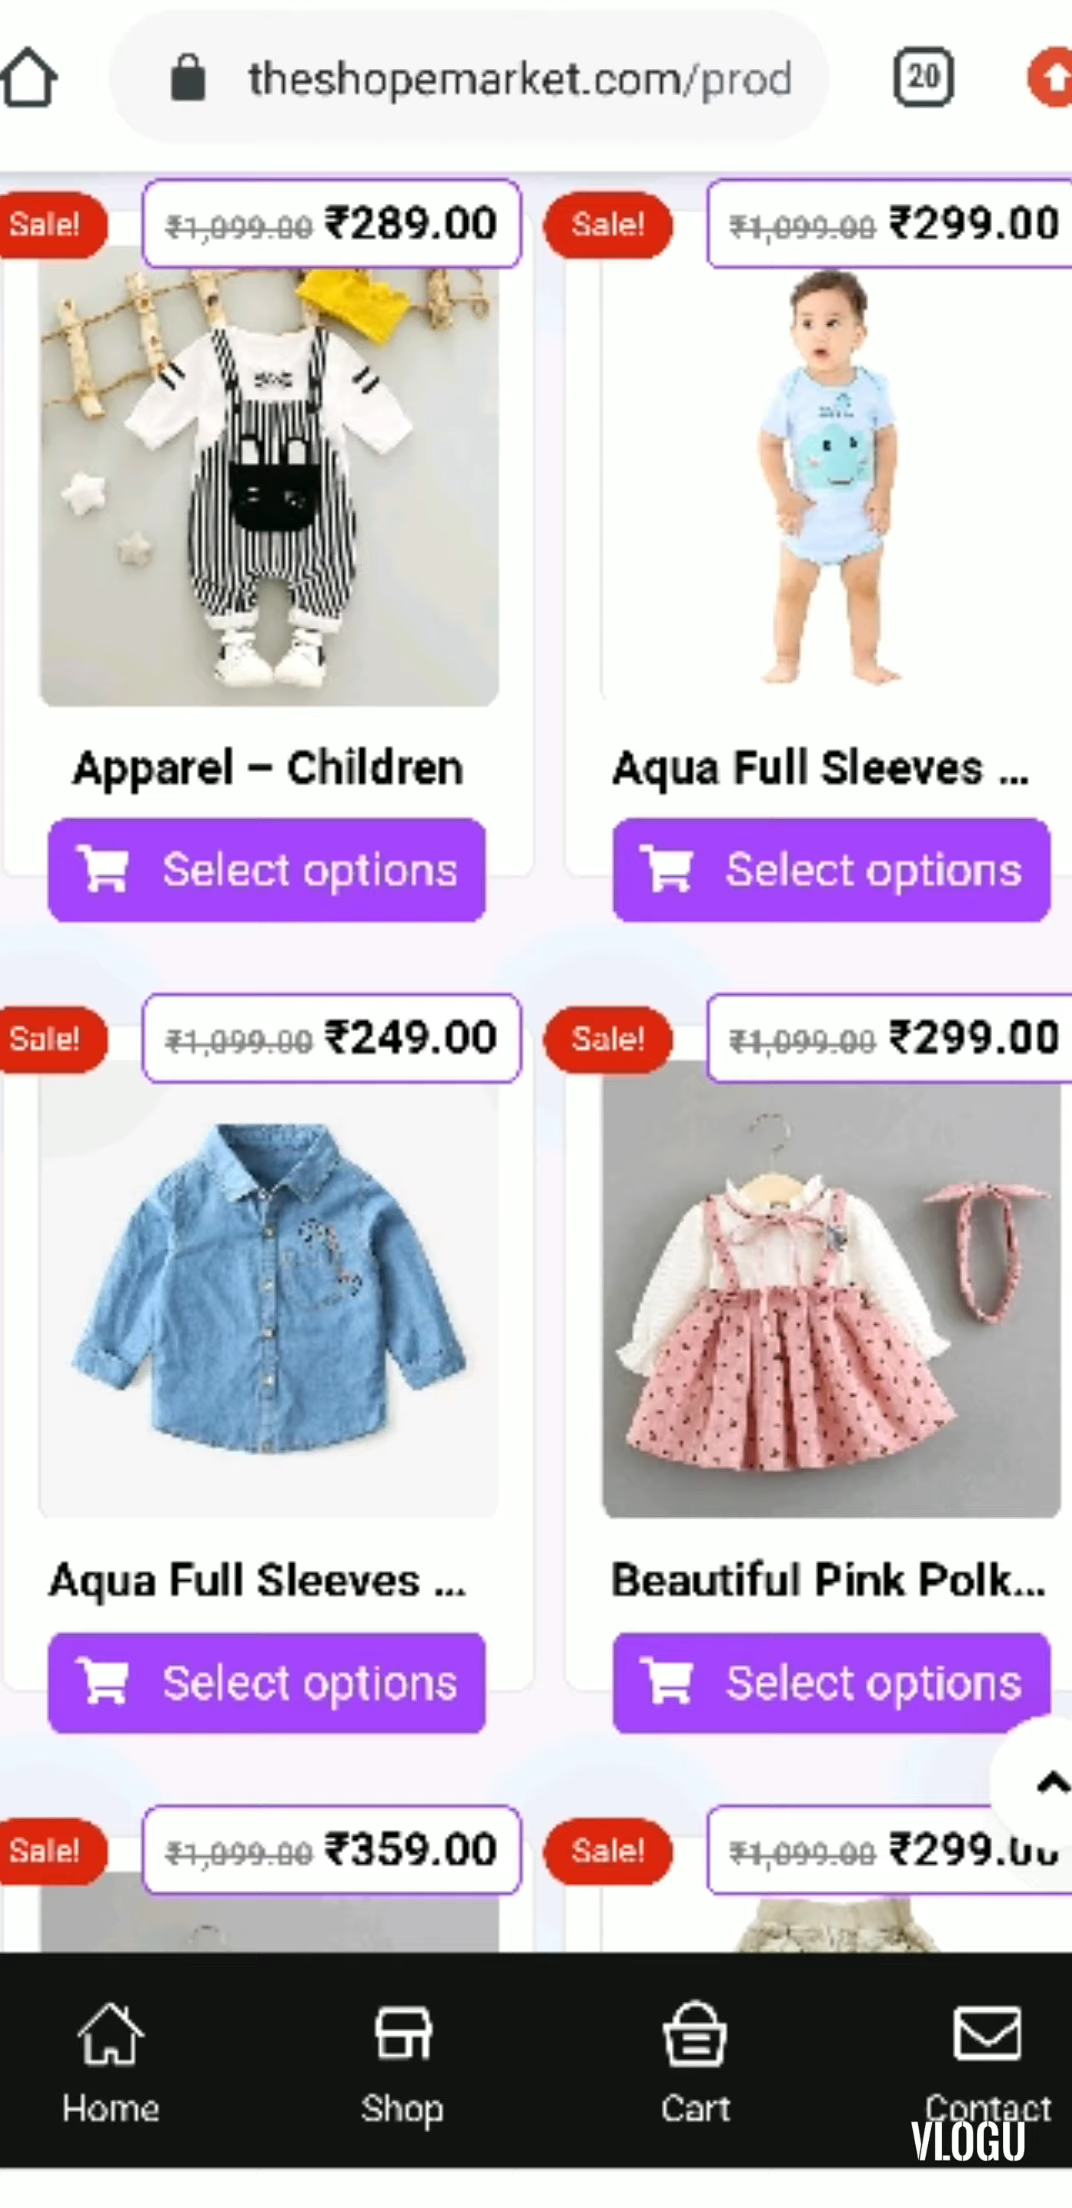 theshopemarket.com/prod
20
Sale!
₹1,099.00 ₹289.00
Sale!
₹1,099.00 ₹299.00
Apparel – Children
Aqua Full Sleeves ...
Select options
Select options
Sale!
₹1,099.00 ₹249.00
Sale!
₹1,099.00 ₹299.00
Aqua Full Sleeves ...
Beautiful Pink Polk...
Select options
Select options
Sale!
₹1,099.00 ₹359.00
Sale!
₹1,099.00 ₹299.00
Home
Shop
Cart
Contact
VLOGU